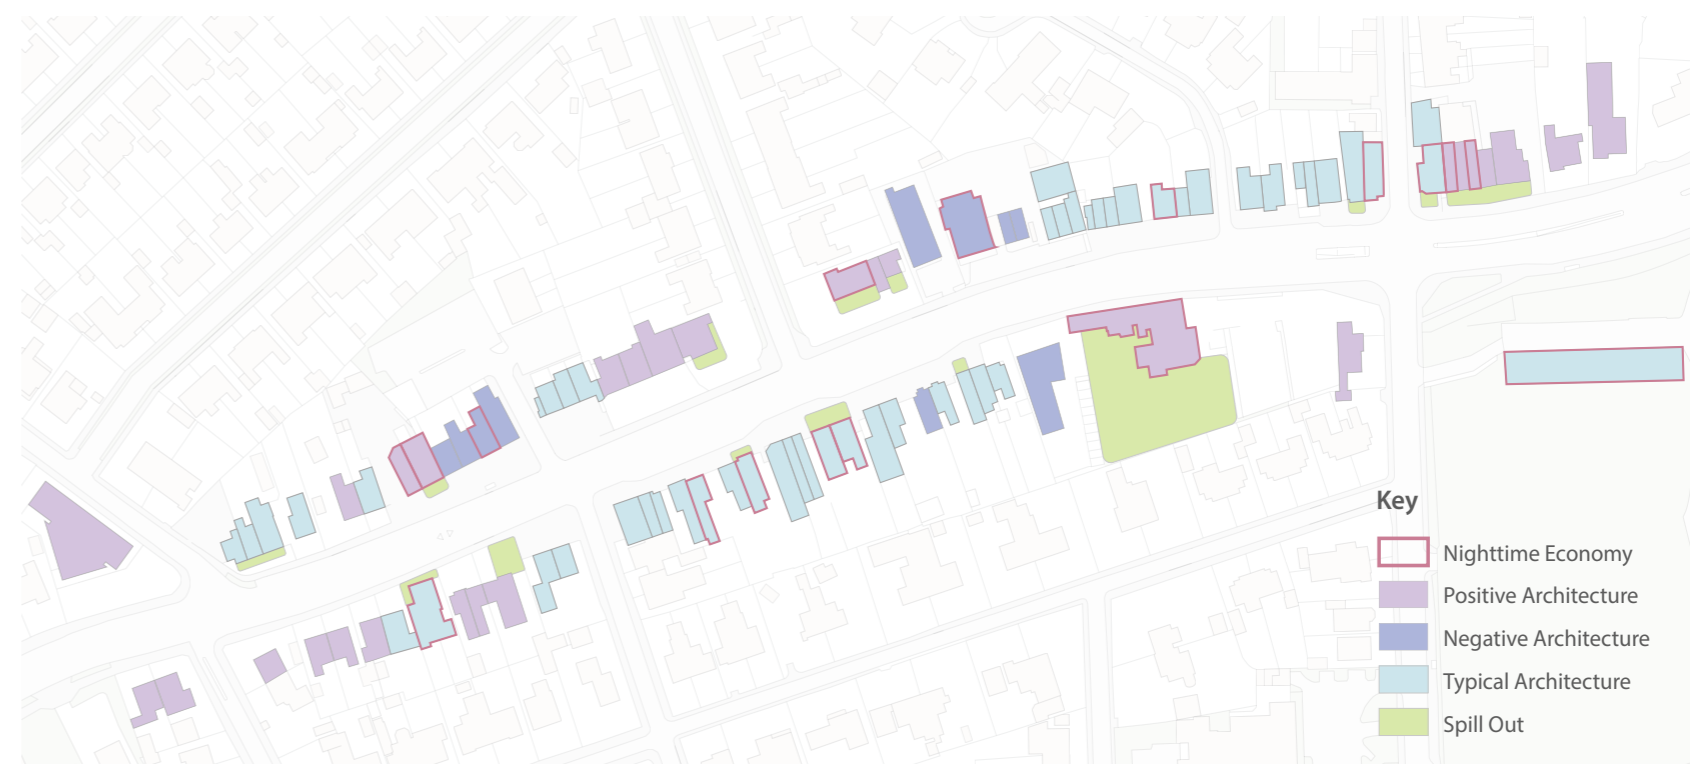 Key
Nighttime Economy
Positive Architecture
Negative Architecture
Typical Architecture
Spill Out